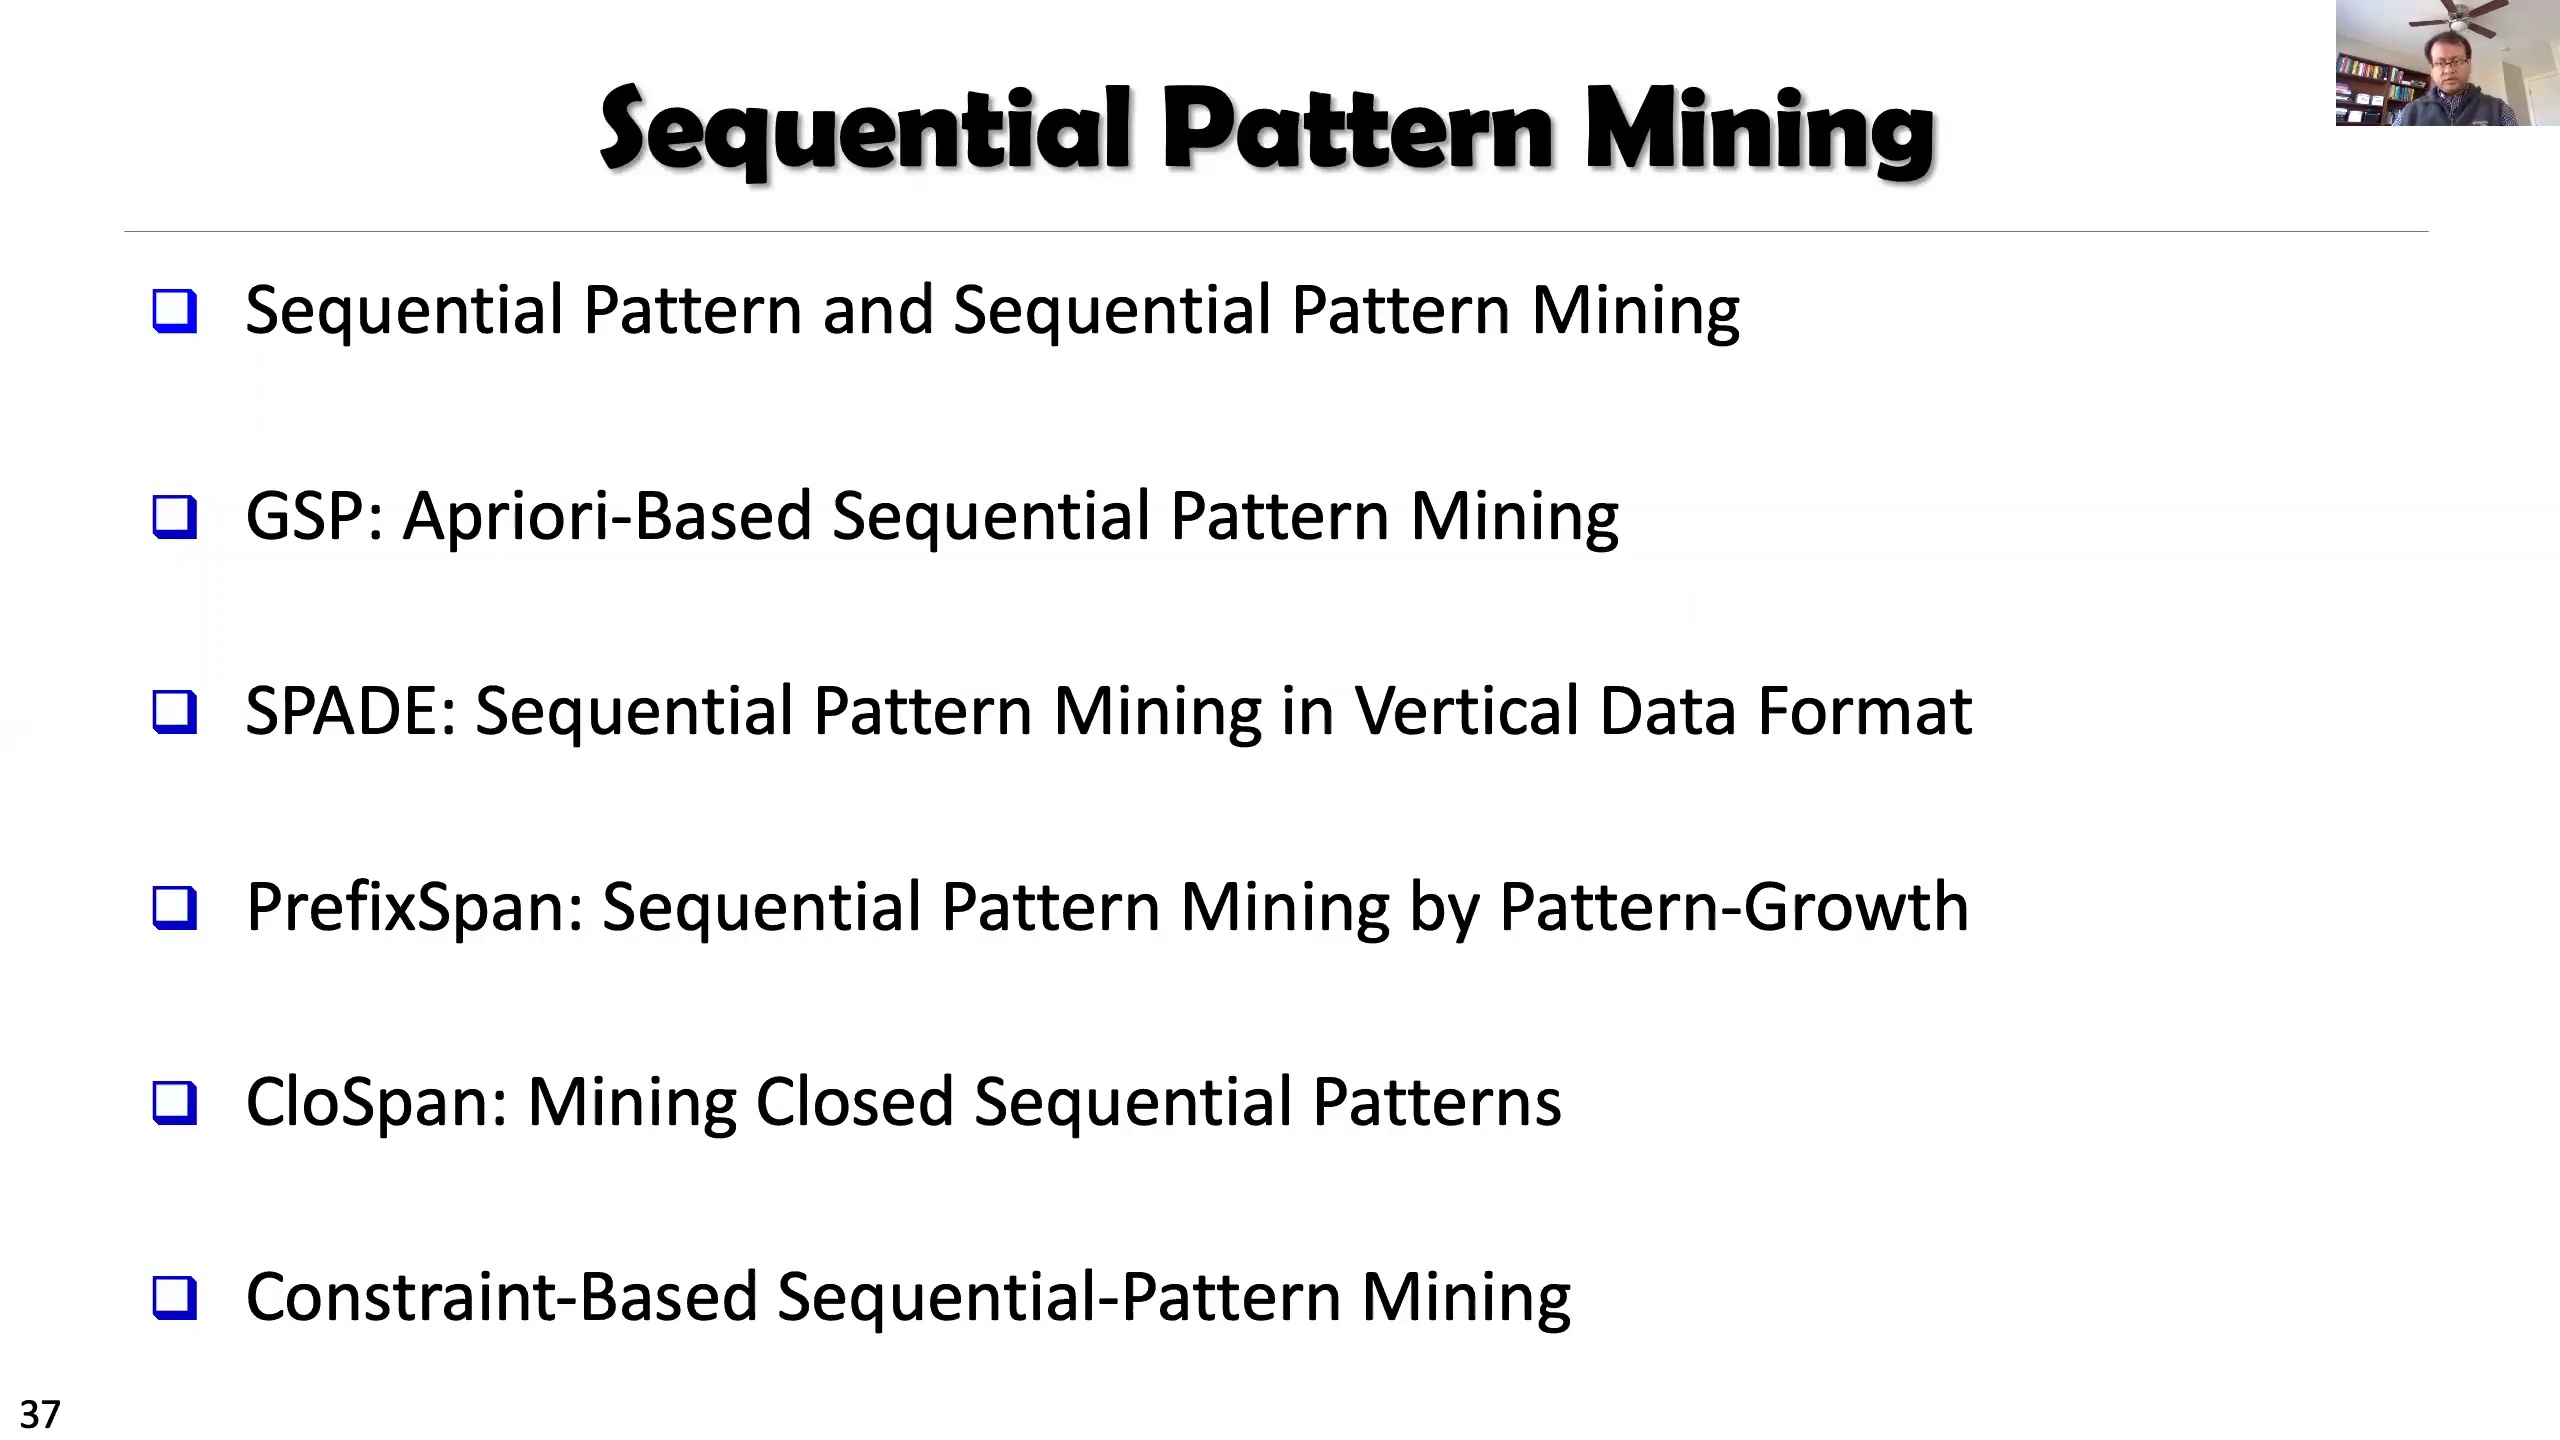 Sequential Pattern Mining
Sequential Pattern and Sequential Pattern Mining
GSP: Apriori-Based Sequential Pattern Mining
SPADE: Sequential Pattern Mining in Vertical Data Format
PrefixSpan: Sequential Pattern Mining by Pattern-Growth
CloSpan: Mining Closed Sequential Patterns
Constraint-Based Sequential-Pattern Mining
37